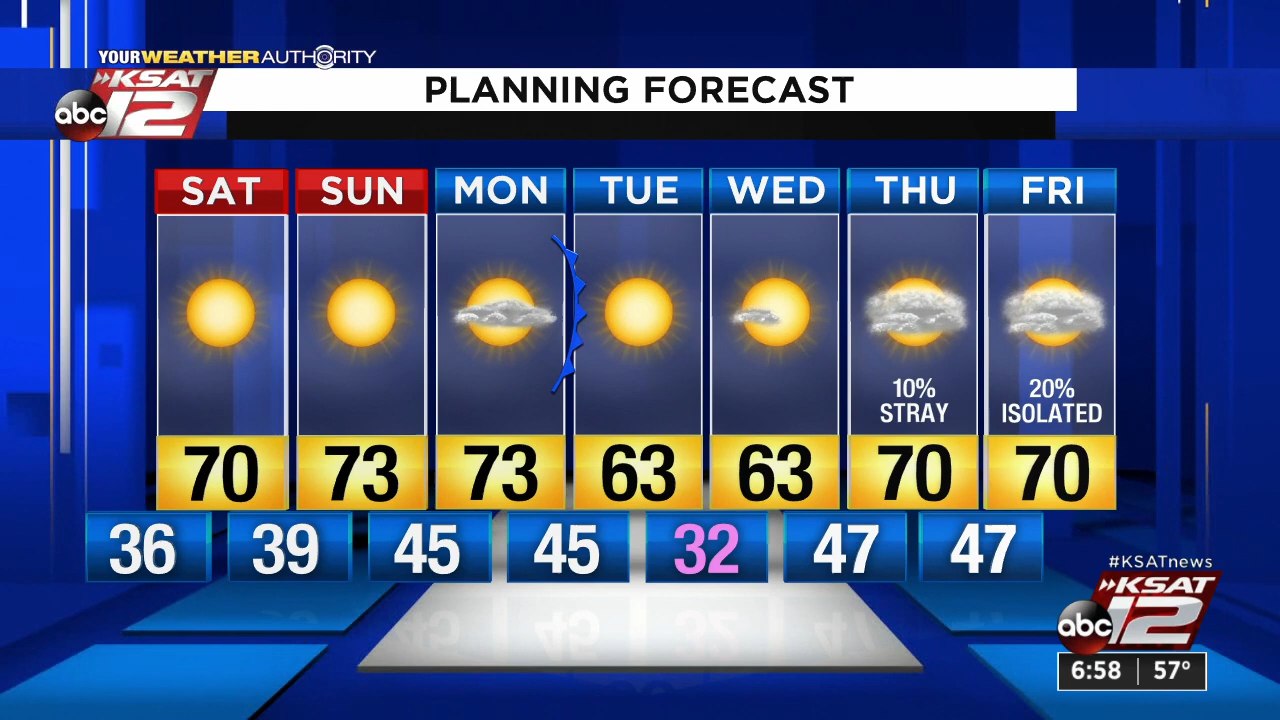 YOURWEATHERAUTHORITY
KSAT
abc 12
PLANNING FORECAST
SAT SUN MON TUE WED THU FRI
10% 20%
STRAY ISOLATED
70 73 73 63 63 70 70
36 39 45 45 32 47 47
#KSATnews
KSAT
abc 12
6:58 57°